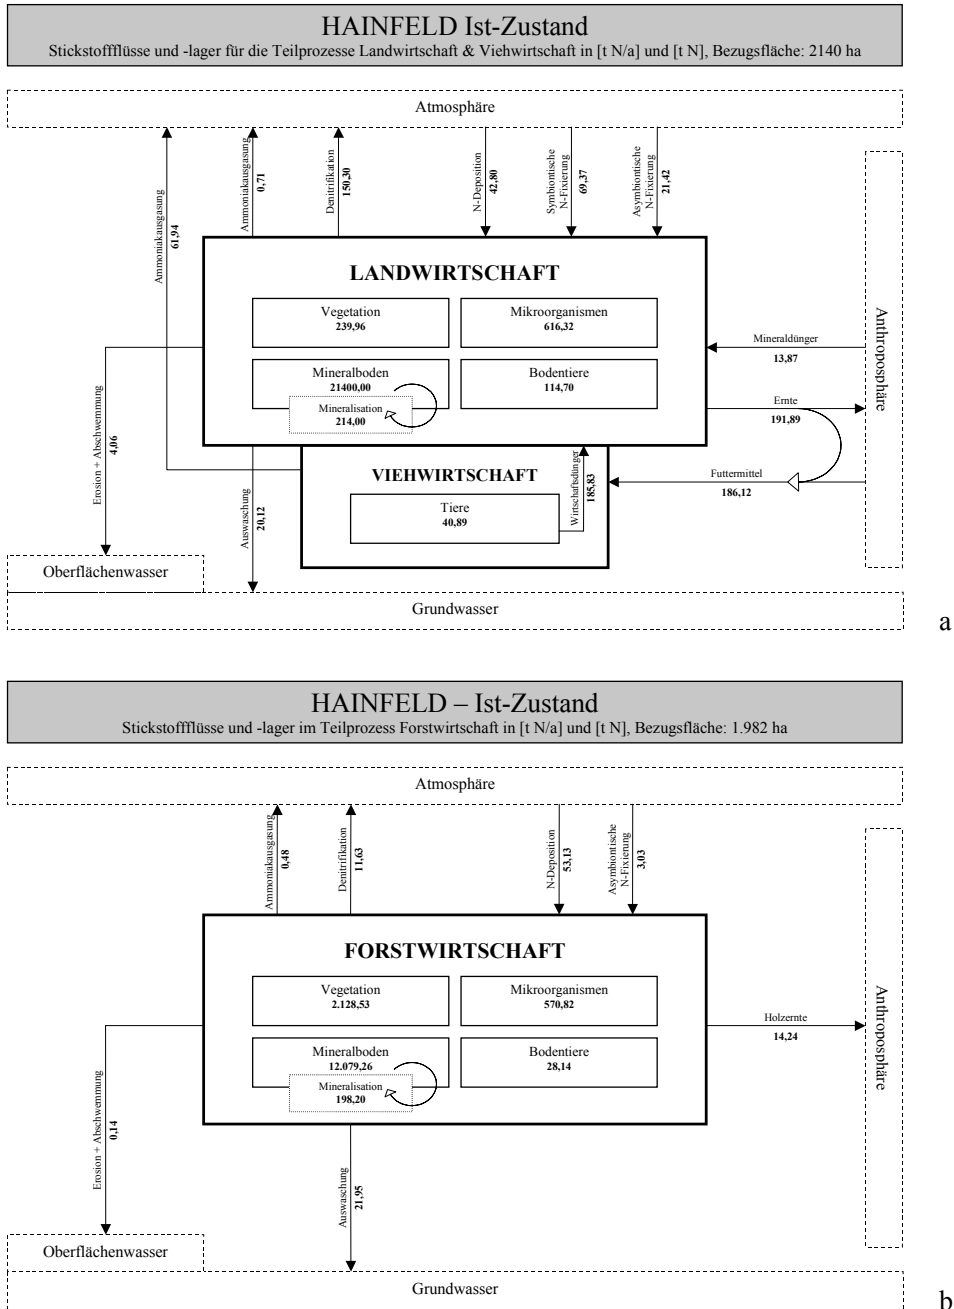 HAINFELD Ist-Zustand
Stickstoffflüsse und -lager für die Teilprozesse Landwirtschaft & Viehwirtschaft in [t N/a] und [t N], Bezugsfläche: 2140 ha
Atmosphäre
Ammoniakausgasung
61,94
Ammoniakausgasung
0,71
Denitrifikation
150,30
N-Deposition
42,80
Symbiontische
N-Fixierung
69,37
Asymbiontische
N-Fixierung
21,42
LANDWIRTSCHAFT
Vegetation
239,96
Mikroorganismen
616,32
Mineralboden
21400,00
Mineralisation
214,00
Bodentiere
114,70
Mineraldünger
13,87
Ernte
191,89
Futtermittel
186,12
Anthroposphäre
Erosion + Abschwemmung
4,06
Auswaschung
20,12
VIEHWIRTSCHAFT
Tiere
40,89
Wirtschaftsdünger
185,83
Oberflächenwasser
Grundwasser
a
HAINFELD – Ist-Zustand
Stickstoffflüsse und -lager im Teilprozess Forstwirtschaft in [t N/a] und [t N], Bezugsfläche: 1.982 ha
Atmosphäre
Ammoniakausgasung
0,48
Denitrifikation
11,63
N-Deposition
53,13
Asymbiontische
N-Fixierung
3,03
FORSTWIRTSCHAFT
Vegetation
2.128,53
Mikroorganismen
570,82
Mineralboden
12.079,26
Mineralisation
198,20
Bodentiere
28,14
Holzernte
14,24
Anthroposphäre
Erosion + Abschwemmung
0,14
Auswaschung
21,95
Oberflächenwasser
Grundwasser
b